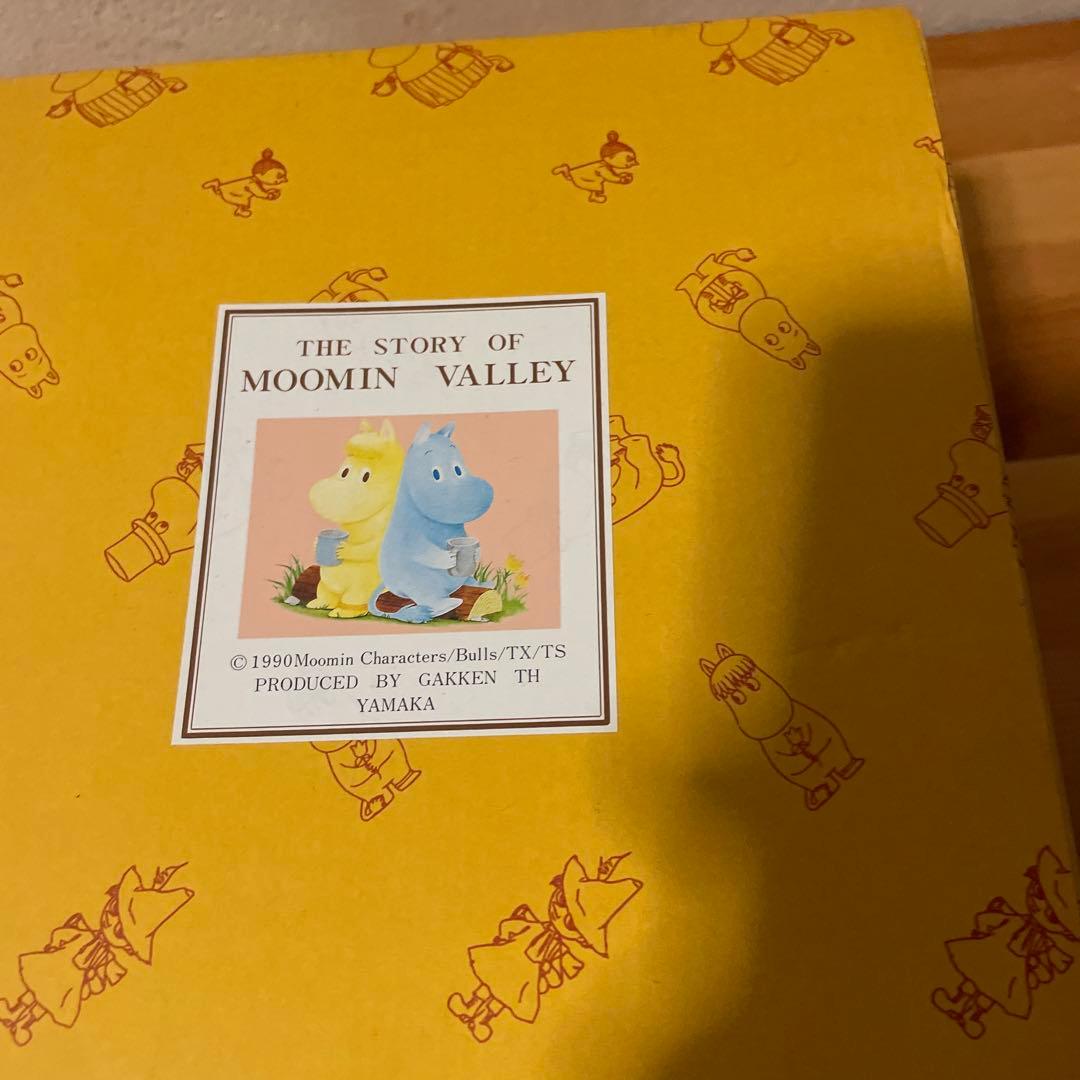 THE STORY OF
MOOMIN VALLEY
©1990Moomin Characters/Bulls/TX/TS
PRODUCED BY GAKKEN TH
YAMAKA